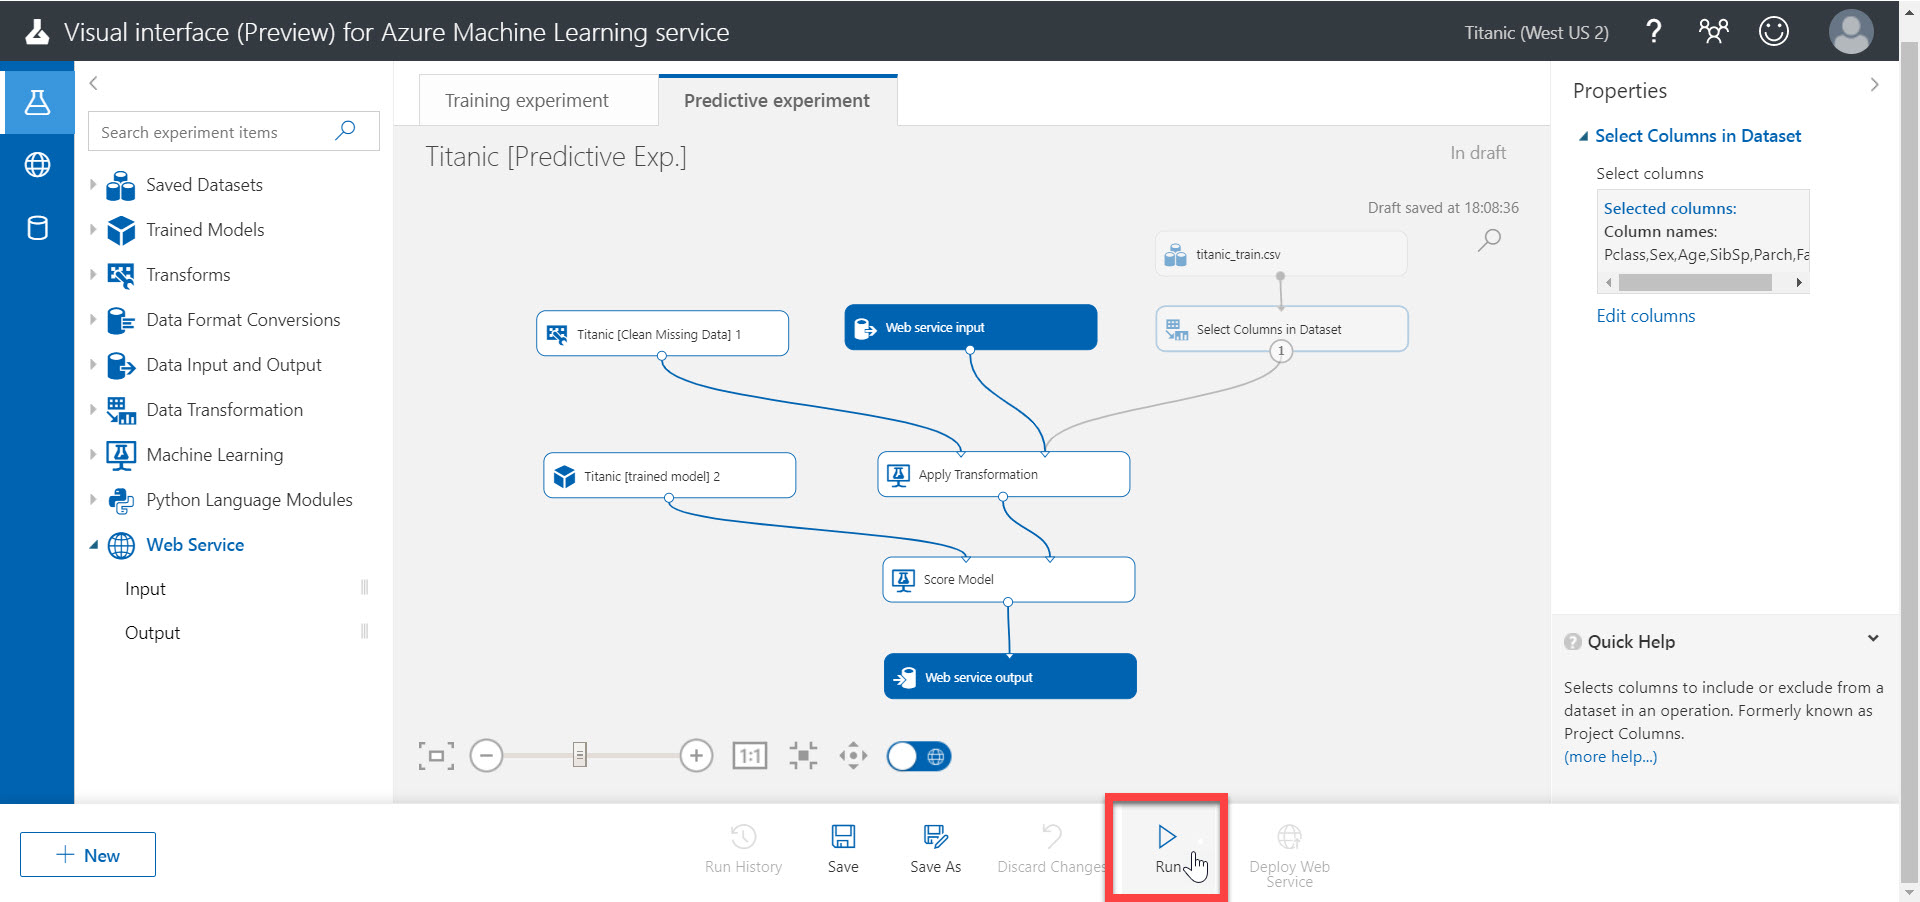 Visual interface (Preview) for Azure Machine Learning service
Titanic (West US 2)
?
Search experiment items
Saved Datasets
Trained Models
Transforms
Data Format Conversions
Data Input and Output
Data Transformation
Machine Learning
Python Language Modules
Web Service
Input
Output
Training experiment
Predictive experiment
Titanic [Predictive Exp.]
In draft
Draft saved at 18:08:36
titanic_train.csv
Titanic [Clean Missing Data] 1
Web service input
Select Columns in Dataset
1
Titanic [trained model] 2
Apply Transformation
Score Model
Web service output
1:1
Properties
Select Columns in Dataset
Select columns
Selected columns:
Column names:
Pclass,Sex,Age,SibSp,Parch,Fa
Edit columns
? Quick Help
Selects columns to include or exclude from a
dataset in an operation. Formerly known as
Project Columns.
(more help...)
New
Run History
Save
Save As
Discard Changes
Run
Deploy Web
Service